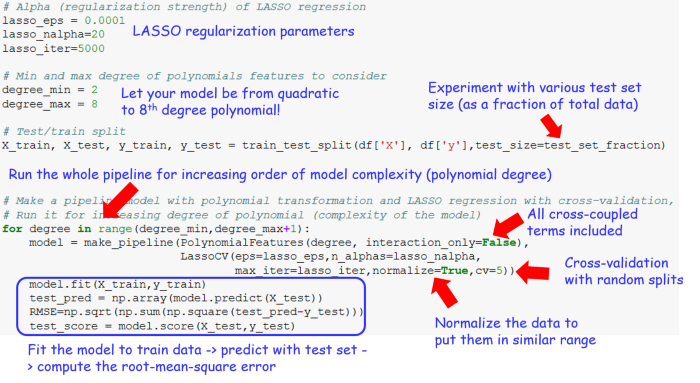 # Alpha (regularization strength) of LASSO regression
lasso_eps = 0.0001
lasso_nalpha=20
lasso_iter=5000
LASSO regularization parameters
# Min and max degree of polynomials features to consider
degree_min = 2
degree_max = 8
Let your model be from quadratic
to 8th degree polynomial!
Experiment with various test set
size (as a fraction of total data)
# Test/train split
X_train, X_test, y_train, y_test = train_test_split(df['X'], df['y'],test_size=test_set_fraction)
Run the whole pipeline for increasing order of model complexity (polynomial degree)
# Make a pipeline model with polynomial transformation and LASSO regression with cross-validation,
# Run it for increasing degree of polynomial (complexity of the model)
for degree in range(degree_min,degree_max+1):
model = make_pipeline(PolynomialFeatures(degree, interaction_only=False),
LassoCV(eps=lasso_eps,n_alphas=lasso_nalpha,
max_iter=lasso_iter,normalize=True,cv=5))
All cross-coupled
terms included
Cross-validation
with random splits
model.fit(X_train,y_train)
test_pred = np.array(model.predict(X_test))
RMSE=np.sqrt(np.sum(np.square(test_pred-y_test)))
test_score = model.score(X_test,y_test)
Normalize the data to
put them in similar range
Fit the model to train data -> predict with test set -
> compute the root-mean-square error